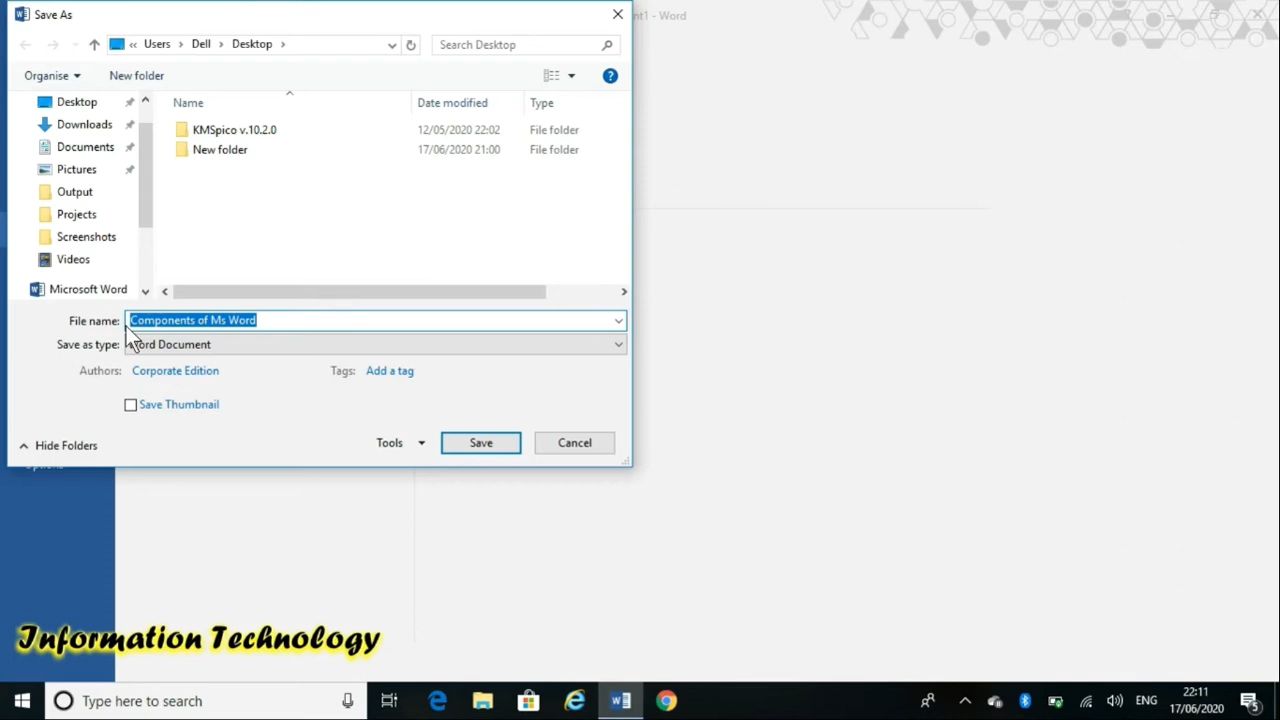 Save As
nt1 - Word
Users > Dell > Desktop >
Search Desktop
Organise
New folder
Desktop
Downloads
Documents
Pictures
Output
Projects
Screenshots
Videos
Microsoft Word
Name
Date modified
Type
KMSpico v.10.2.0
12/05/2020 22:02
File folder
New folder
17/06/2020 21:00
File folder
File name: Components of Ms Word
Save as type: Word Document
Authors: Corporate Edition
Tags: Add a tag
Save Thumbnail
Hide Folders
Tools
Save
Cancel
Information Technology
Type here to search
ENG
22:11
17/06/2020
5